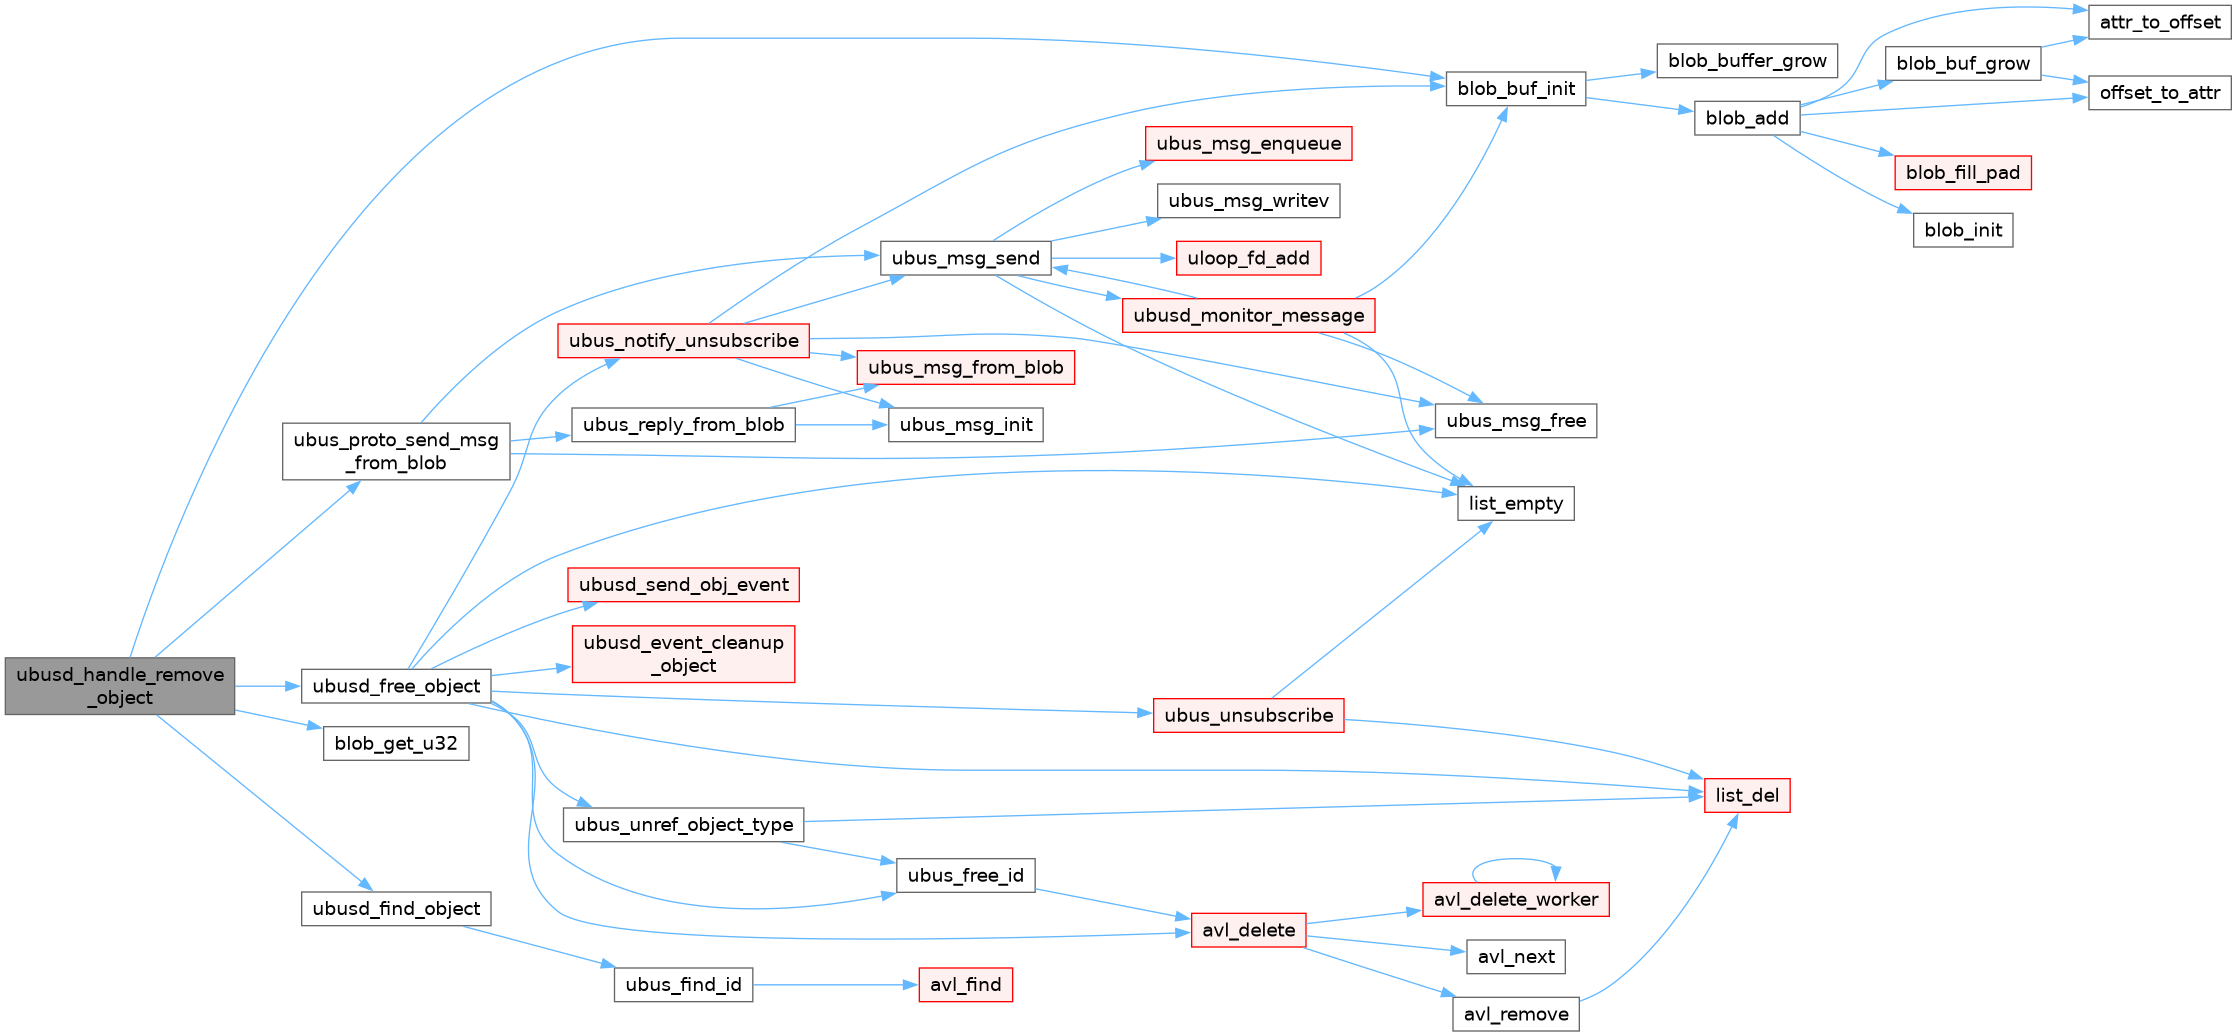 attr_to_offset
blob_buffer_grow
blob_buf_grow
blob_buf_init
offset_to_attr
blob_add
ubus_msg_enqueue
blob_fill_pad
ubus_msg_writev
blob_init
ubus_msg_send
uloop_fd_add
ubusd_monitor_message
ubus_notify_unsubscribe
ubus_msg_from_blob
ubus_reply_from_blob
ubus_msg_init
ubus_msg_free
ubus_proto_send_msg
_from_blob
list_empty
ubusd_send_obj_event
ubusd_event_cleanup
_object
ubusd_handle_remove
_object
ubusd_free_object
ubus_unsubscribe
blob_get_u32
list_del
ubus_unref_object_type
ubus_free_id
avl_delete_worker
ubusd_find_object
avl_delete
avl_next
ubus_find_id
avl_find
avl_remove